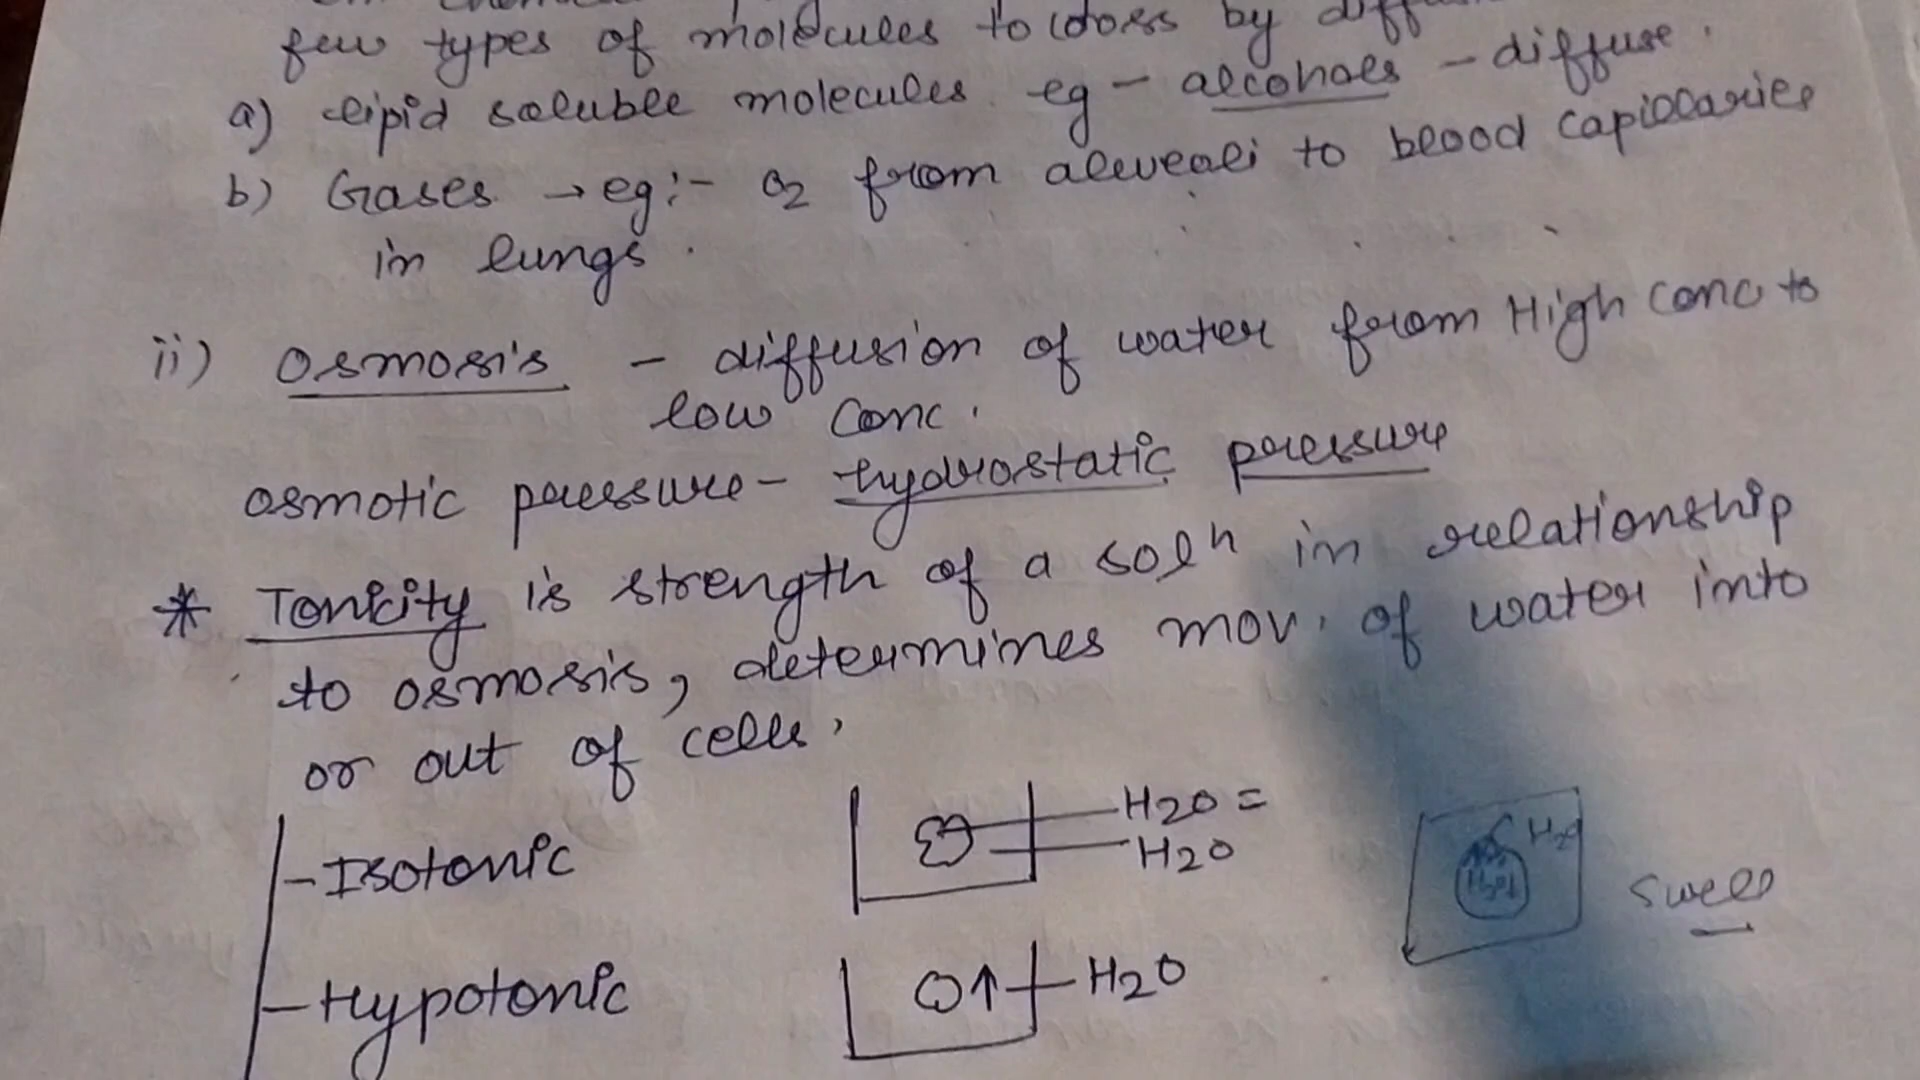 few types of molecules to cross by
a) lipid soluble molecules eg - alcohols - diffuse.
b) Gases → eg:- O2 from alveoli to blood capillaries
in lungs.
ii) Osmosis - diffusion of water from High conc to
low conc.
osmotic pressure - hydrostatic pressure
* Tonicity is strength of a solh in relationship
to osmosis, determines mov. of water into
or out of cells,
- Isotonic
H2O =
H2O
H2O
swell
- Hypotonic
H2O